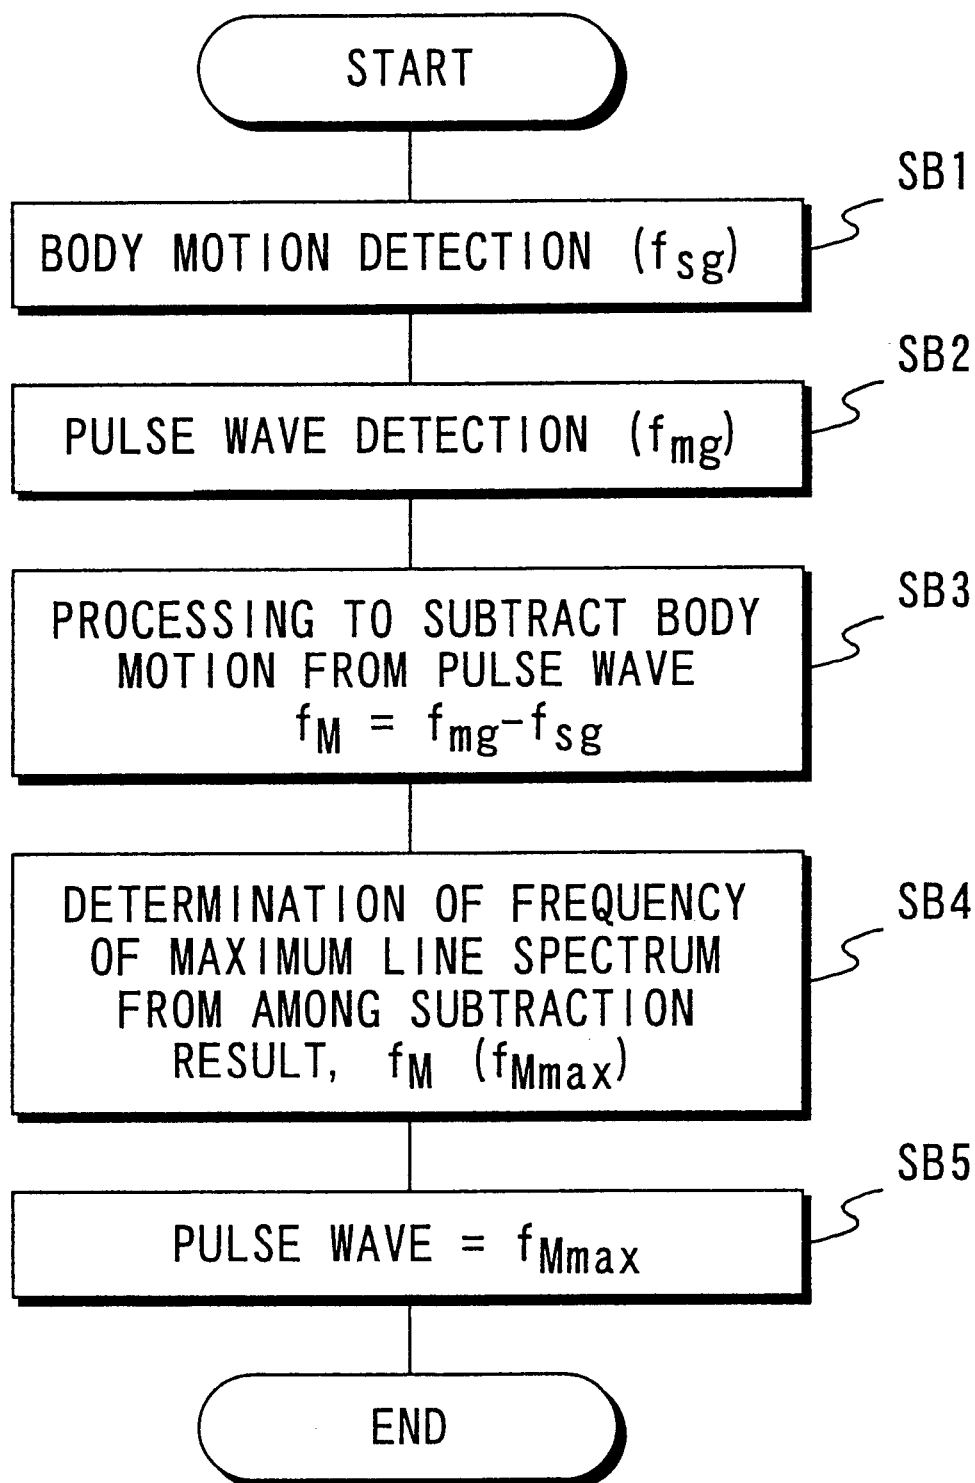 START
SB1
BODY MOTION DETECTION (fsg)
SB2
PULSE WAVE DETECTION (fmg)
SB3
PROCESSING TO SUBTRACT BODY
MOTION FROM PULSE WAVE
fM = fmg-fsg
SB4
DETERMINATION OF FREQUENCY
OF MAXIMUM LINE SPECTRUM
FROM AMONG SUBTRACTION
RESULT, fM (fMmax)
SB5
PULSE WAVE = fMmax
END